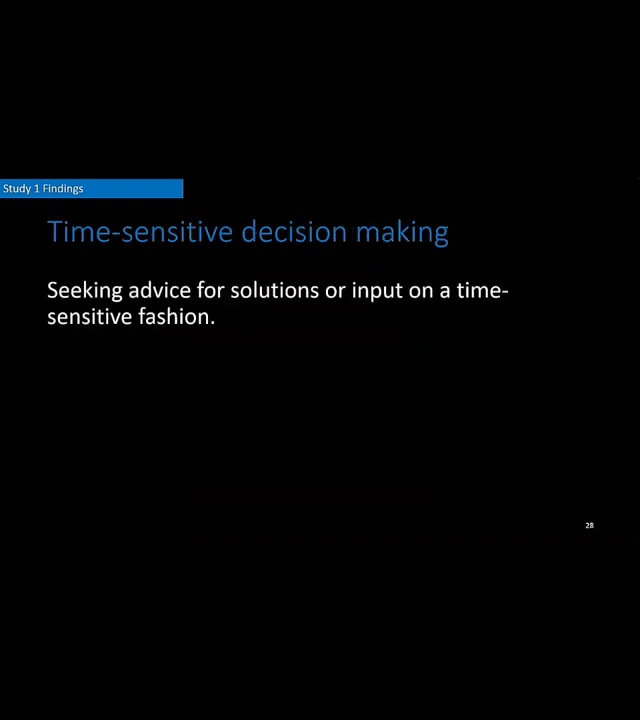 Study 1 Findings
Time-sensitive decision making
Seeking advice for solutions or input on a time-
sensitive fashion.
28